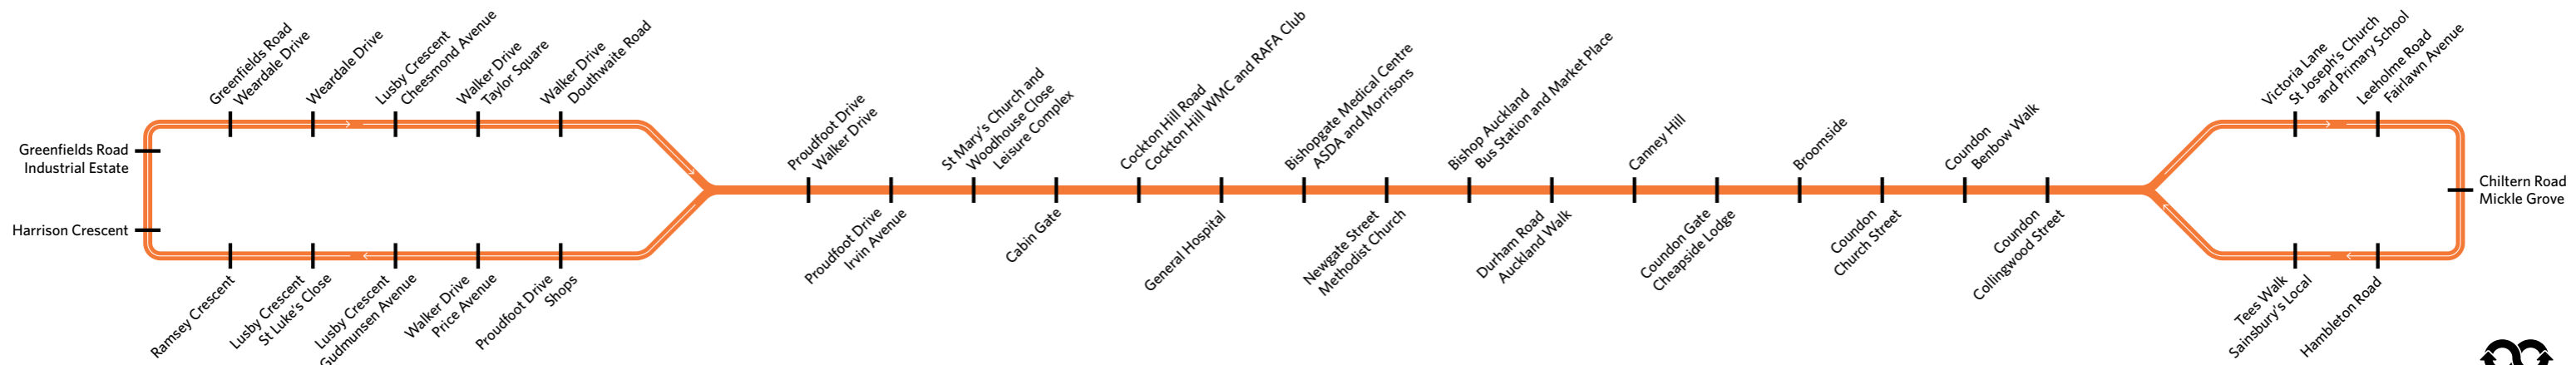 Greenfields Road
Weardale Drive
Weardale Drive
Lusby Crescent
Cheesmond Avenue
Walker Drive
Taylor Square
Walker Drive
Douthwaite Road
Greenfields Road
Industrial Estate
Harrison Crescent
Ramsey Crescent
Lusby Crescent
St Luke's Close
Lusby Crescent
Gudmunsen Avenue
Walker Drive
Price Avenue
Proudfoot Drive
Shops
Proudfoot Drive
Walker Drive
Proudfoot Drive
Irvin Avenue
St Mary's Church and
Woodhouse Close
Leisure Complex
Cabin Gate
Cockton Hill Road
Cockton Hill WMC and RAFA Club
General Hospital
Bishopgate Medical Centre
ASDA and Morrisons
Newgate Street
Methodist Church
Bishop Auckland
Bus Station and Market Place
Durham Road
Auckland Walk
Canney Hill
Coundon Gate
Cheapside Lodge
Broomside
Coundon
Church Street
Coundon
Benbow Walk
Coundon
Collingwood Street
Victoria Lane
St Joseph's Church
and Primary School
Leeholme Road
Fairlawn Avenue
Chiltern Road
Mickle Grove
Tees Walk
Sainsbury's Local
Hambleton Road